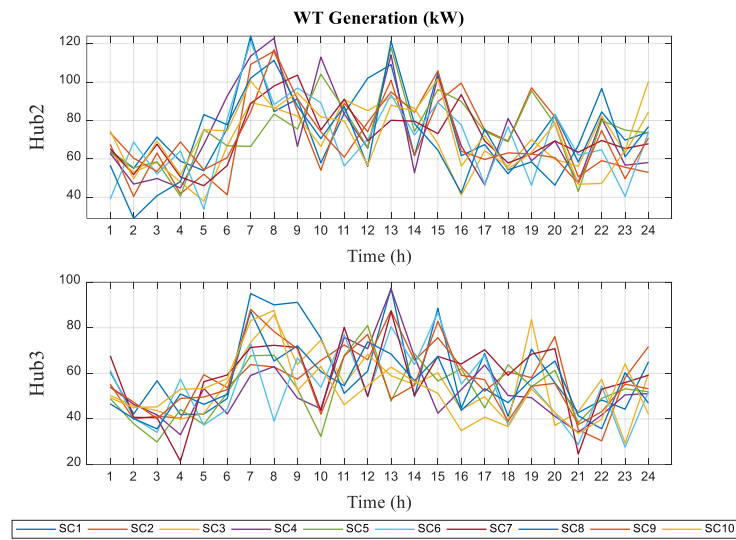 WT Generation (kW)
120
100
80
60
40
Hub2
1 2 3 4 5 6 7 8 9 10 11 12 13 14 15 16 17 18 19 20 21 22 23 24
Time (h)
100
80
60
40
20
Hub3
1 2 3 4 5 6 7 8 9 10 11 12 13 14 15 16 17 18 19 20 21 22 23 24
Time (h)
SC1 SC2 SC3 SC4 SC5 SC6 SC7 SC8 SC9 SC10